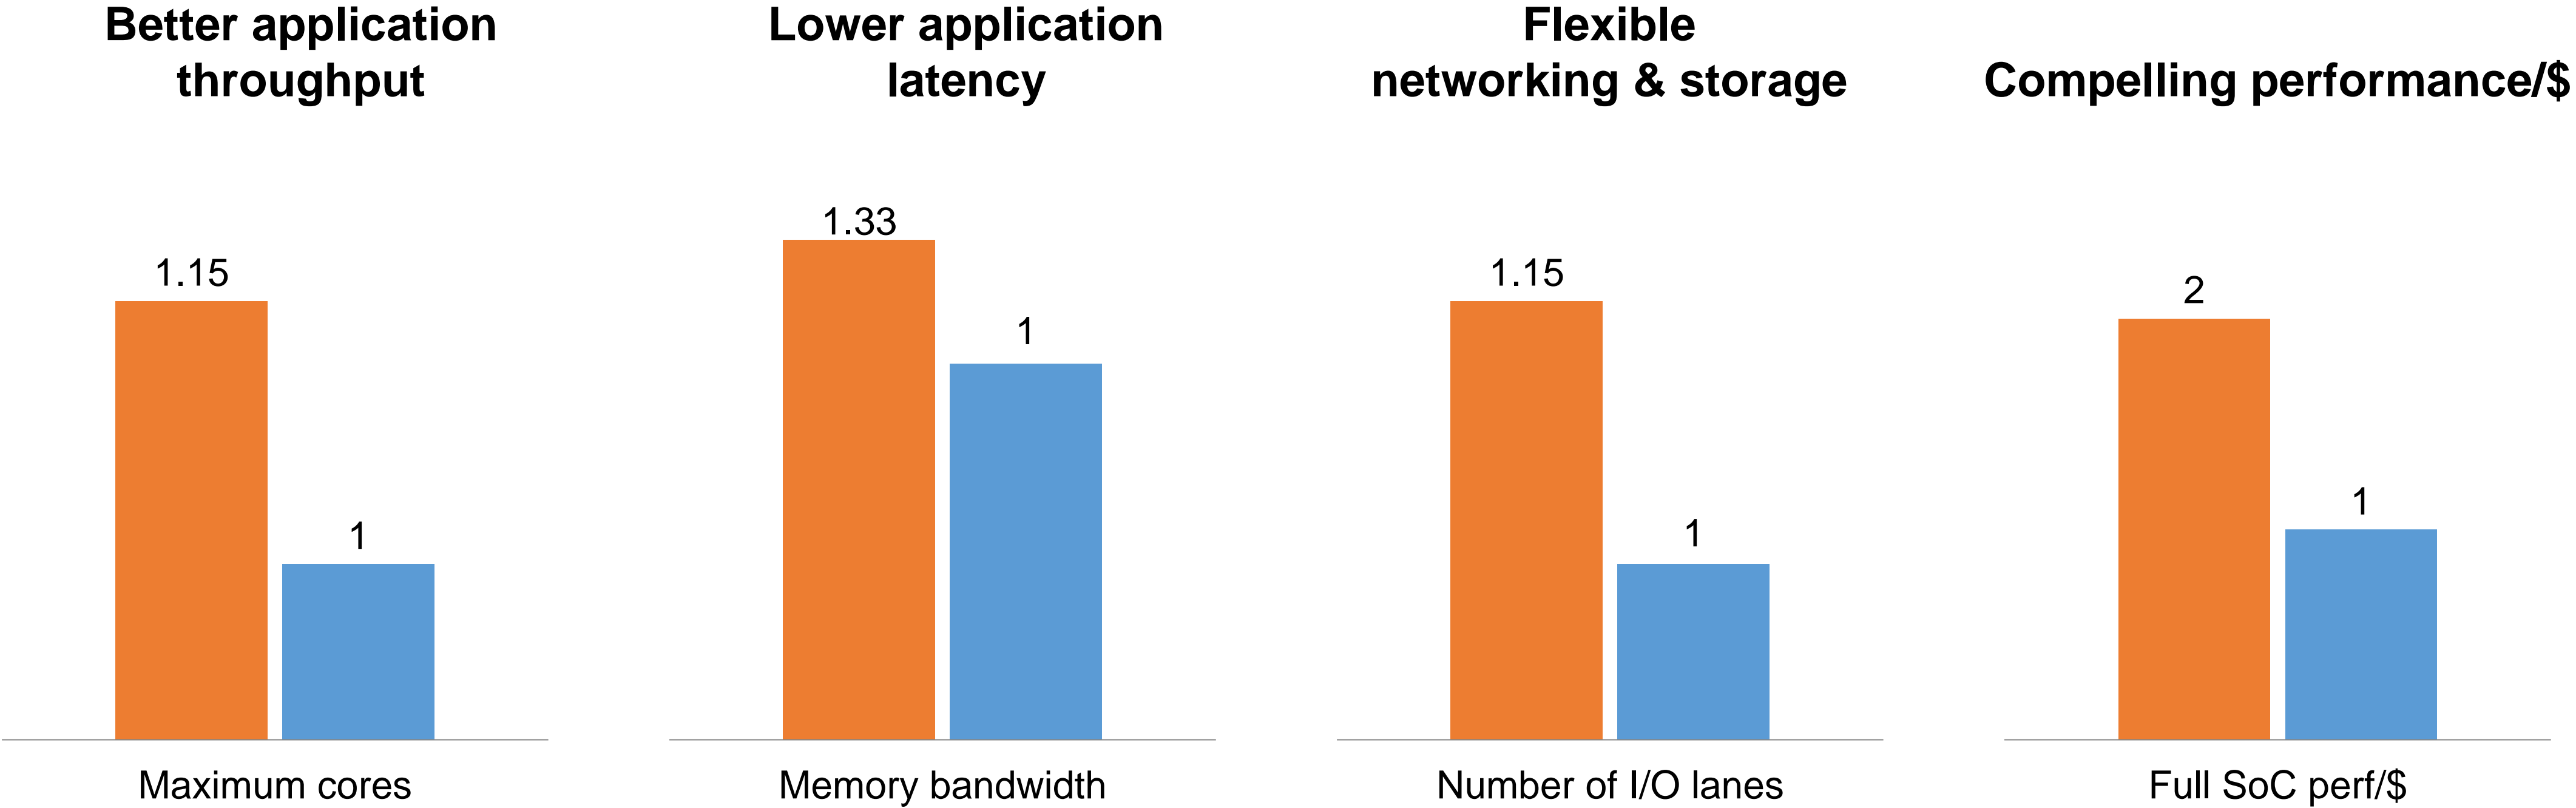 Better application
throughput
1.15
1
Maximum cores
Lower application
latency
1.33
1
Memory bandwidth
Flexible
networking & storage
1.15
1
Number of I/O lanes
Compelling performance/$
2
1
Full SoC perf/$